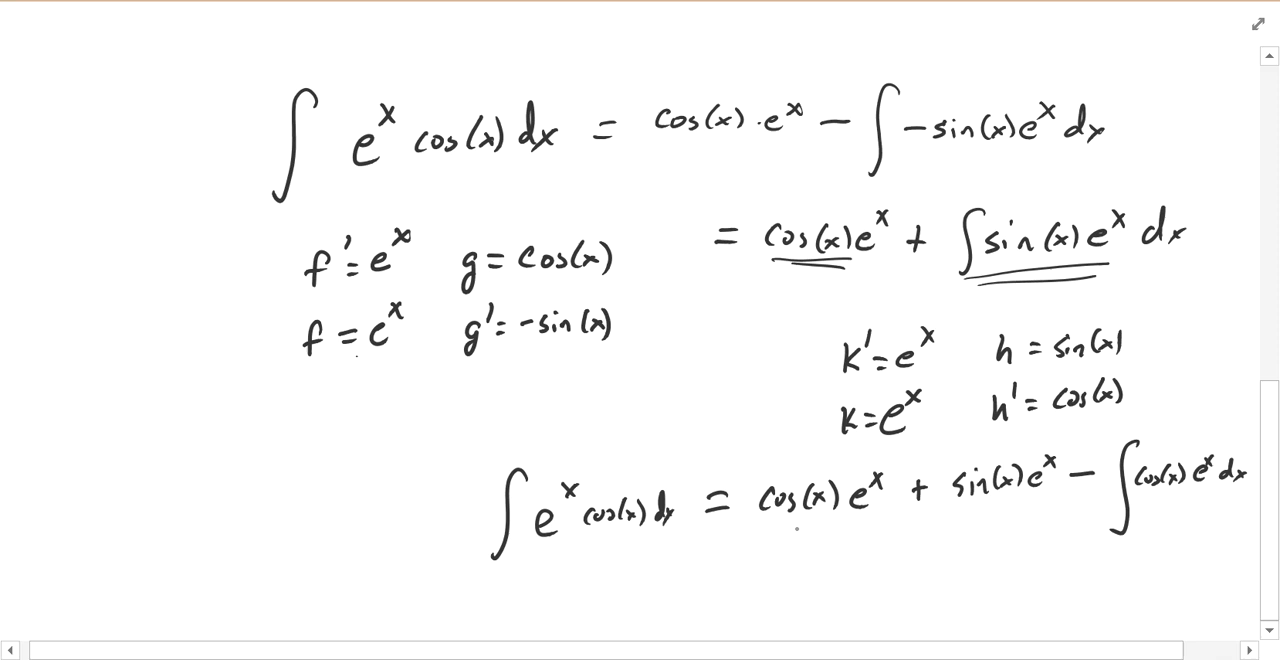 ∫ e^x cos(x) dx = cos(x) · e^x − ∫ −sin(x)e^x dx
= cos(x)e^x + ∫ sin(x)e^x dx
f' = e^x g = cos(x)
f = e^x g' = −sin(x)
k' = e^x h = sin(x)
k = e^x h' = cos(x)
∫ e^x cos(x) dx = cos(x) e^x + sin(x)e^x − ∫ cos(x) e^x dx